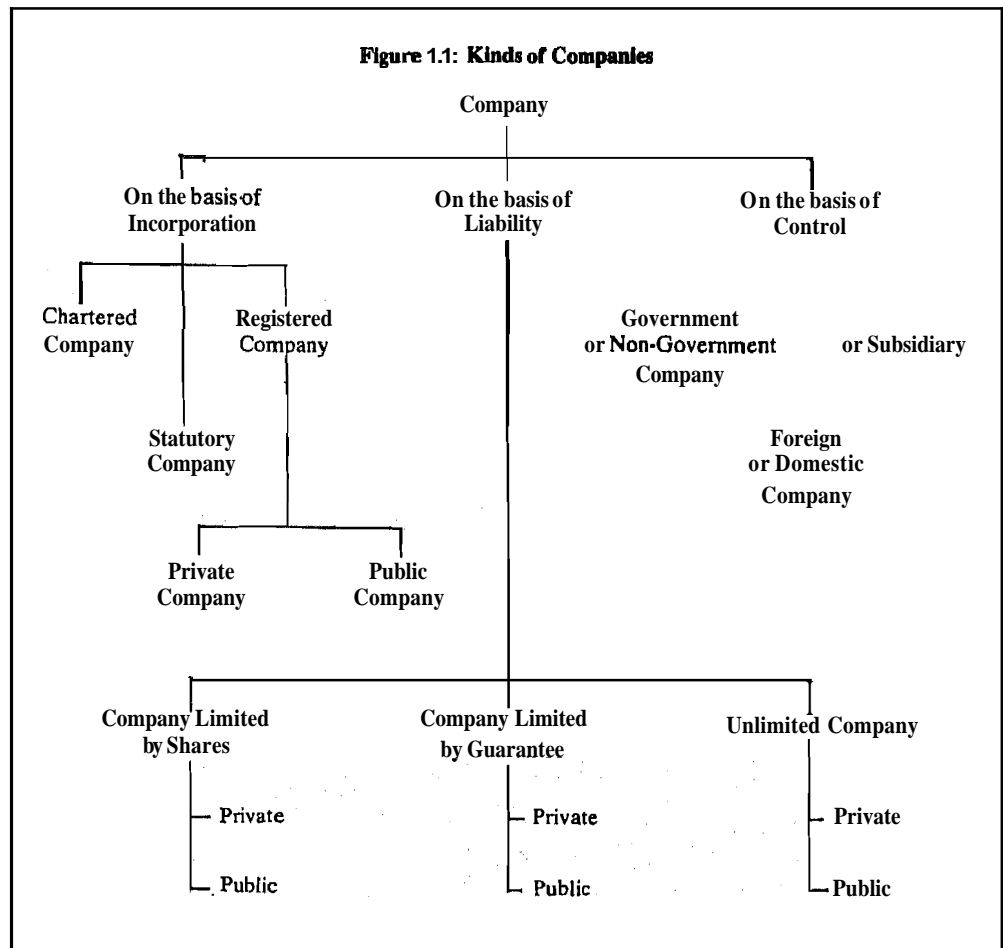 Figure 1.1: Kinds of Companies
Company
On the basis of
Incorporation
On the basis of
Liability
On the basis of
Control
Chartered
Company
Registered
Company
Government
or Non-Government
Company
or Subsidiary
Statutory
Company
Foreign
or Domestic
Company
Private
Company
Public
Company
Company Limited
by Shares
Company Limited
by Guarantee
Unlimited Company
Private
Private
Private
Public
Public
Public